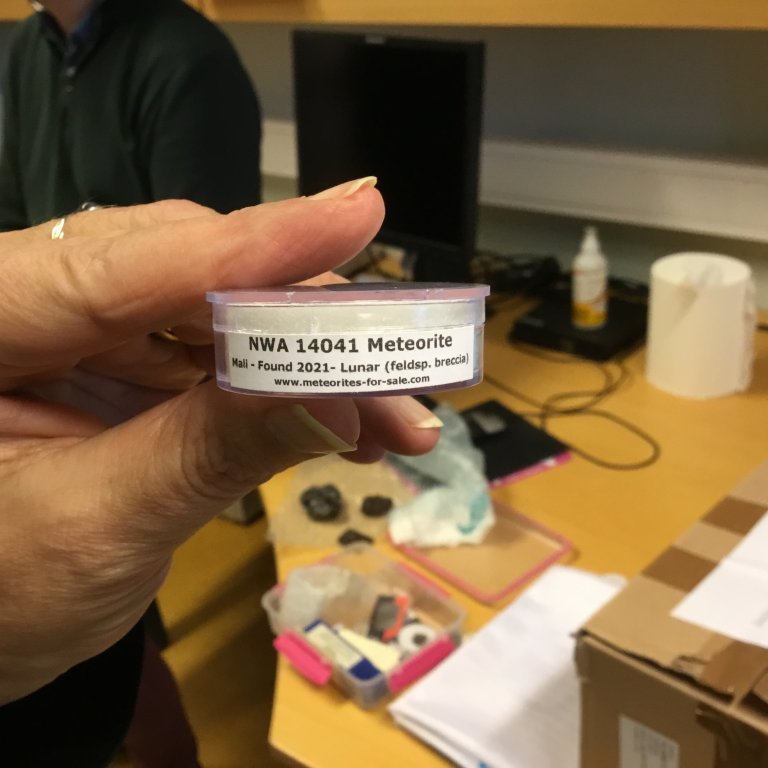 NWA 14041 Meteorite
Mali - Found 2021- Lunar (feldsp. breccia)
www.meteorites-for-sale.com